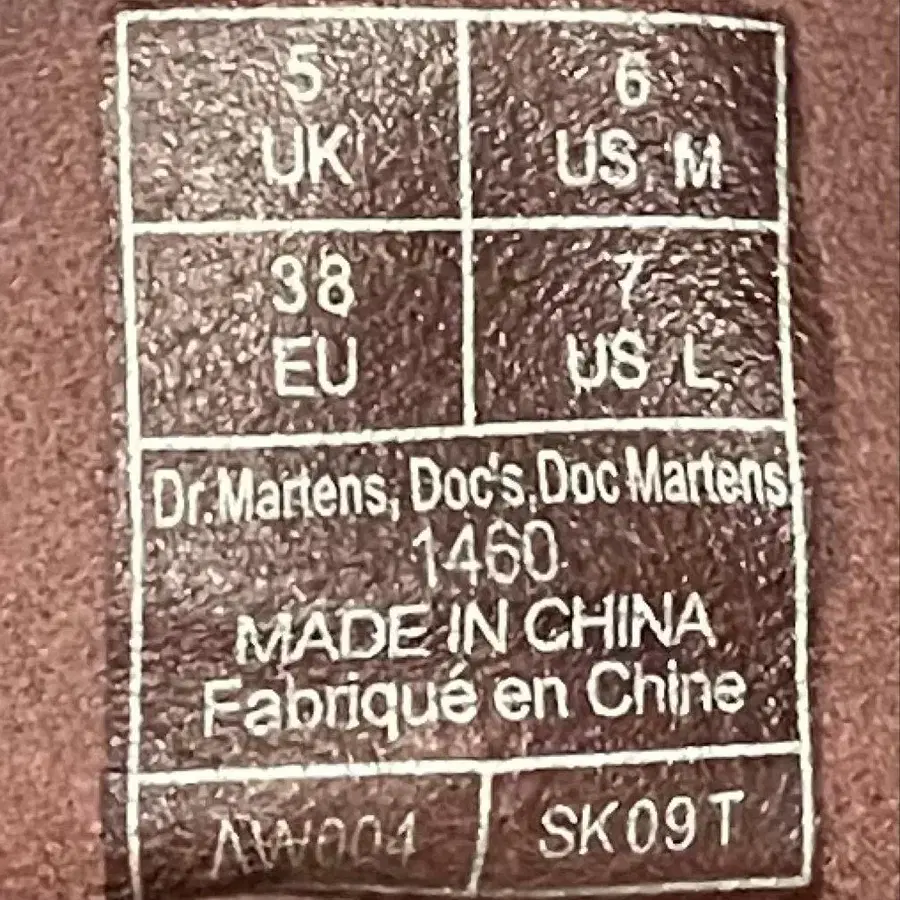 5
UK
6
US M
38
EU
7
US L
Dr.Martens, Doc's, Doc Martens
1460
MADE IN CHINA
Fabriqué en Chine
AW004
SK09T